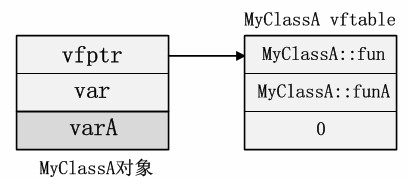 MyClassA vftable
vfptr
MyClassA::fun
var
MyClassA::funA
varA
0
MyClassA对象